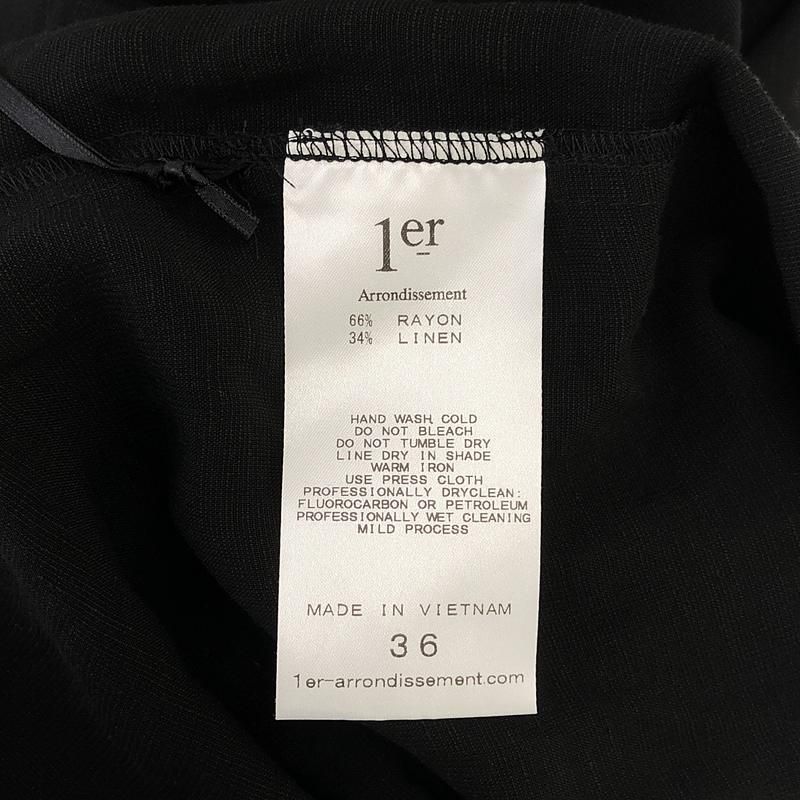 1er
Arrondissement
66% RAYON
34% LINEN
HAND WASH COLD
DO NOT BLEACH
DO NOT TUMBLE DRY
LINE DRY IN SHADE
WARM IRON
USE PRESS CLOTH
PROFESSIONALLY DRYCLEAN:
FLUOROCARBON OR PETROLEUM
PROFESSIONALLY WET CLEANING
MILD PROCESS
MADE IN VIETNAM
36
1er-arrondissement.com